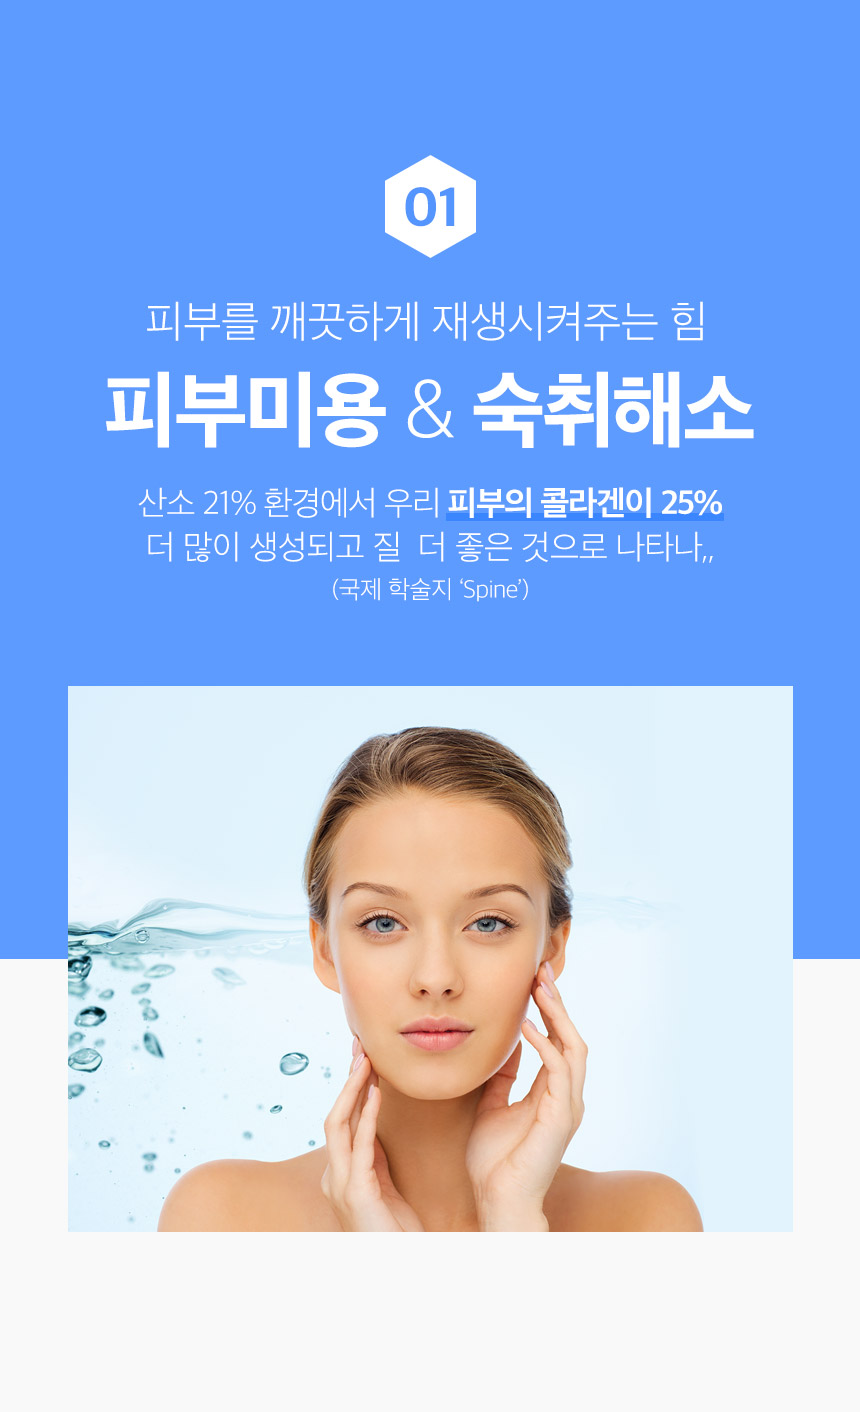 01
피부를 깨끗하게 재생시켜주는 힘
피부미용 & 숙취해소
산소 21% 환경에서 우리 피부의 콜라겐이 25%
더 많이 생성되고 질 더 좋은 것으로 나타나,,
(국제 학술지 ‘Spine’)